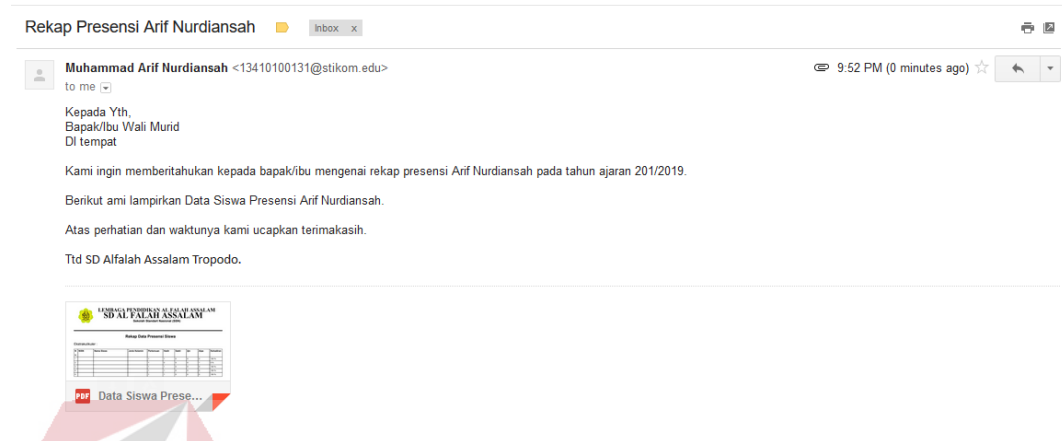 Rekap Presensi Arif Nurdiansah
Inbox x
Muhammad Arif Nurdiansah <13410100131@stikom.edu>
9:52 PM (0 minutes ago)
to me
Kepada Yth,
Bapak/Ibu Wali Murid
DI tempat
Kami ingin memberitahukan kepada bapak/ibu mengenai rekap presensi Arif Nurdiansah pada tahun ajaran 201/2019.
Berikut ami lampirkan Data Siswa Presensi Arif Nurdiansah.
Atas perhatian dan waktunya kami ucapkan terimakasih.
Ttd SD Alfalah Assalam Tropodo.
LEMBAGA PENDIDIKAN AL FALAH ASSALAM
SD AL FALAH ASSALAM
Rekap Data Presensi Siswa
PDF Data Siswa Prese...